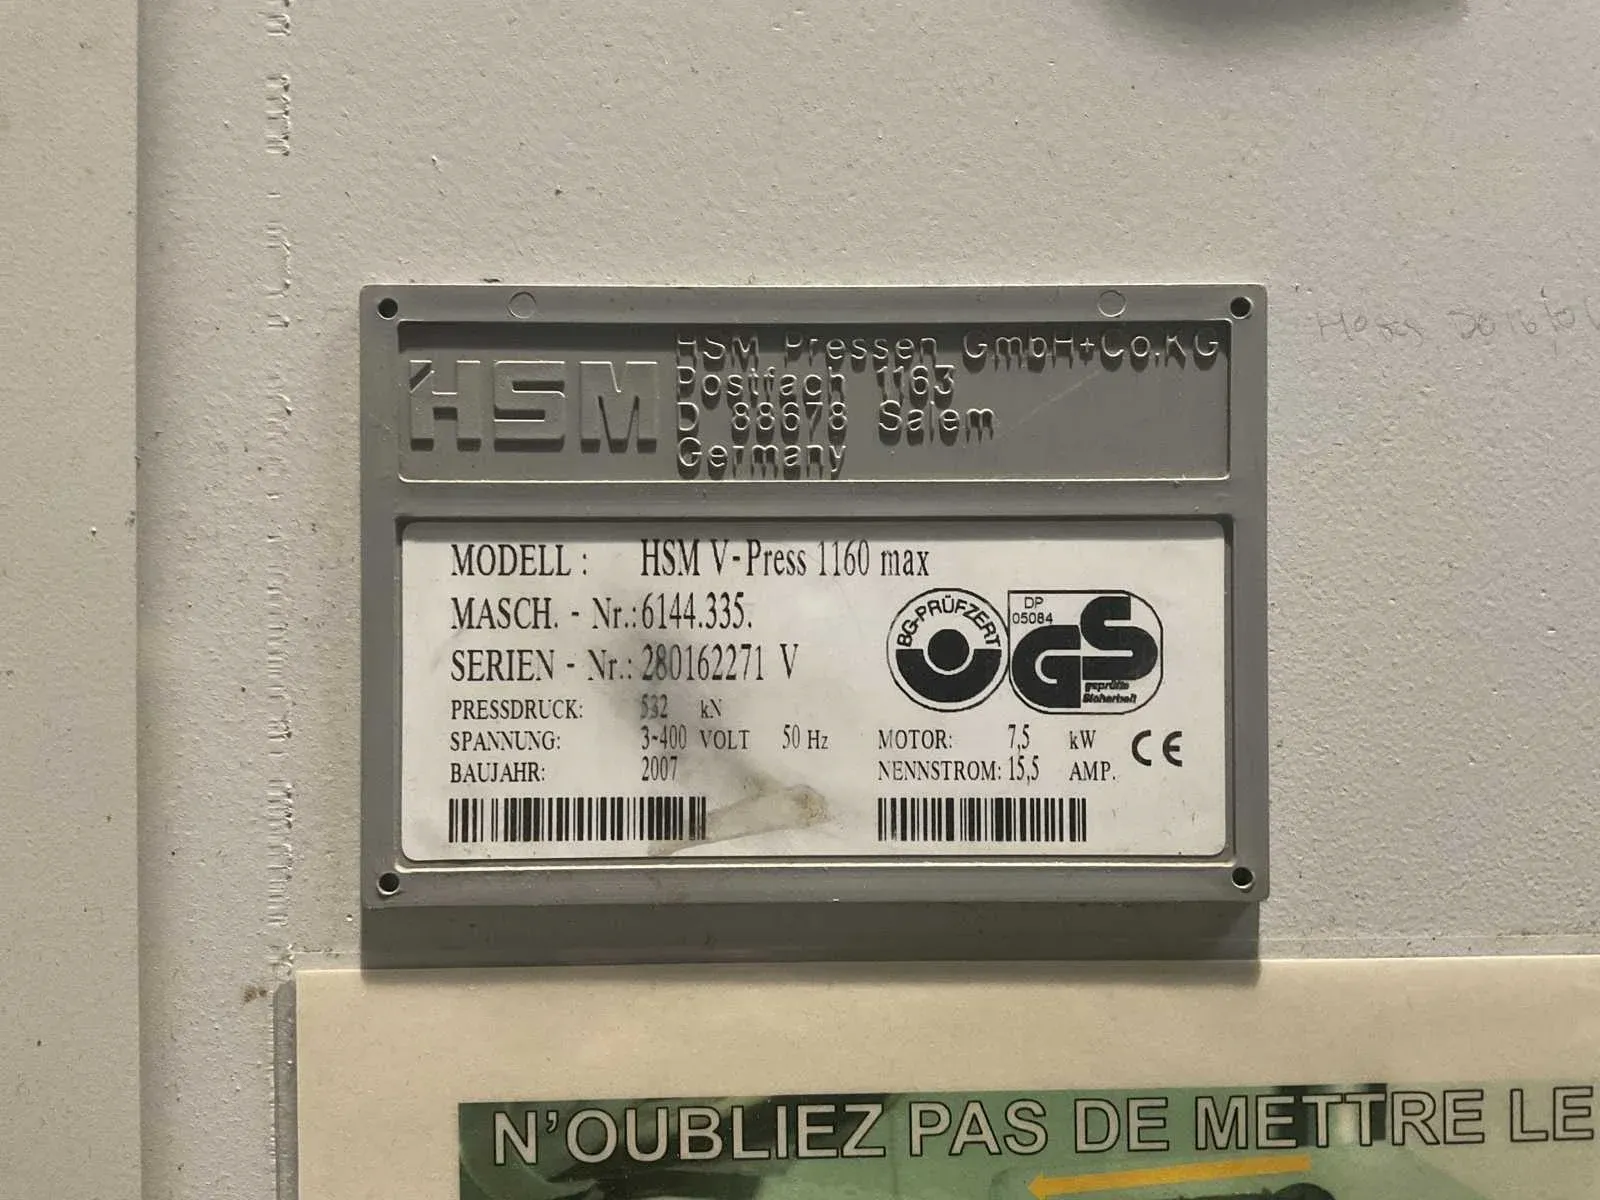 HSM
HSM Pressen GmbH+Co.KG
Postfach 1163
D 88678 Salem
Germany
MODELL : HSM V-Press 1160 max
MASCH. - Nr.:6144.335.
SERIEN - Nr.: 280162271 V
BG-PRÜFZERT
DP
05084
GS
geprüfte
Sicherheit
PRESSDRUCK: 532 kN
SPANNUNG: 3-400 VOLT 50 Hz
MOTOR: 7,5 kW
BAUJAHR: 2007
NENNSTROM: 15,5 AMP.
CE
N'OUBLIEZ PAS DE METTRE LE